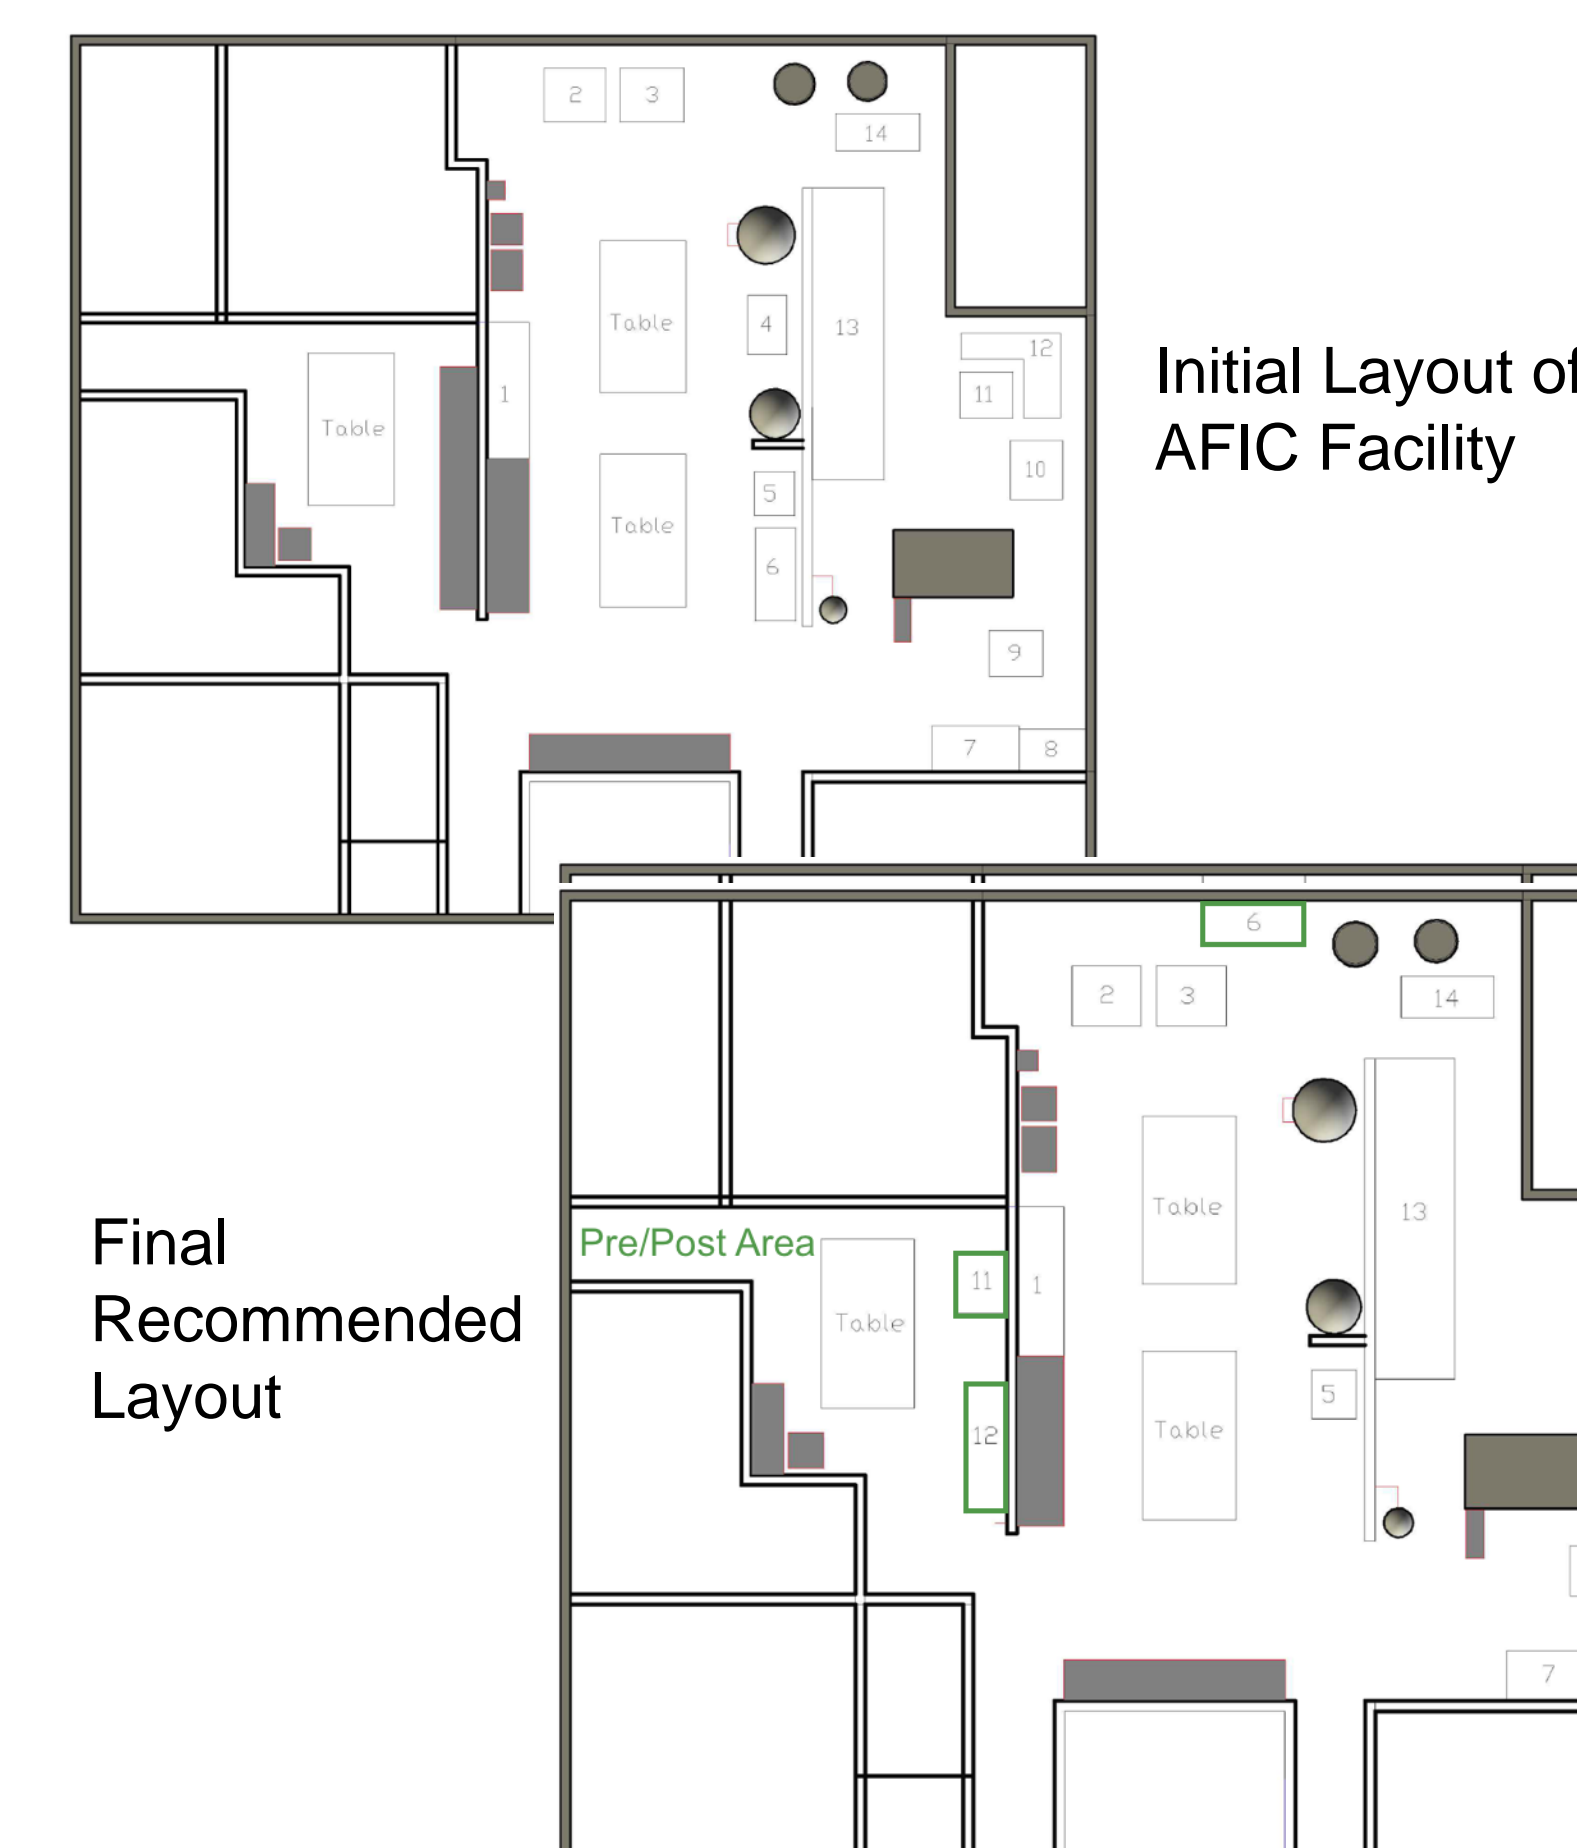 2 3
14
Table
4
13
12
11
1
Table
10
5
Table
6
9
7 8
Initial Layout of
AFIC Facility
6
2 3
14
Table
13
Pre/Post Area
11
1
Table
5
12
Table
7
Final
Recommended
Layout